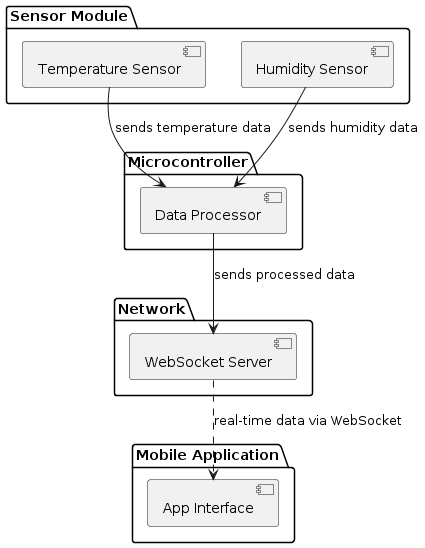 Sensor Module
Temperature Sensor
Humidity Sensor
sends temperature data
sends humidity data
Microcontroller
Data Processor
sends processed data
Network
WebSocket Server
real-time data via WebSocket
Mobile Application
App Interface